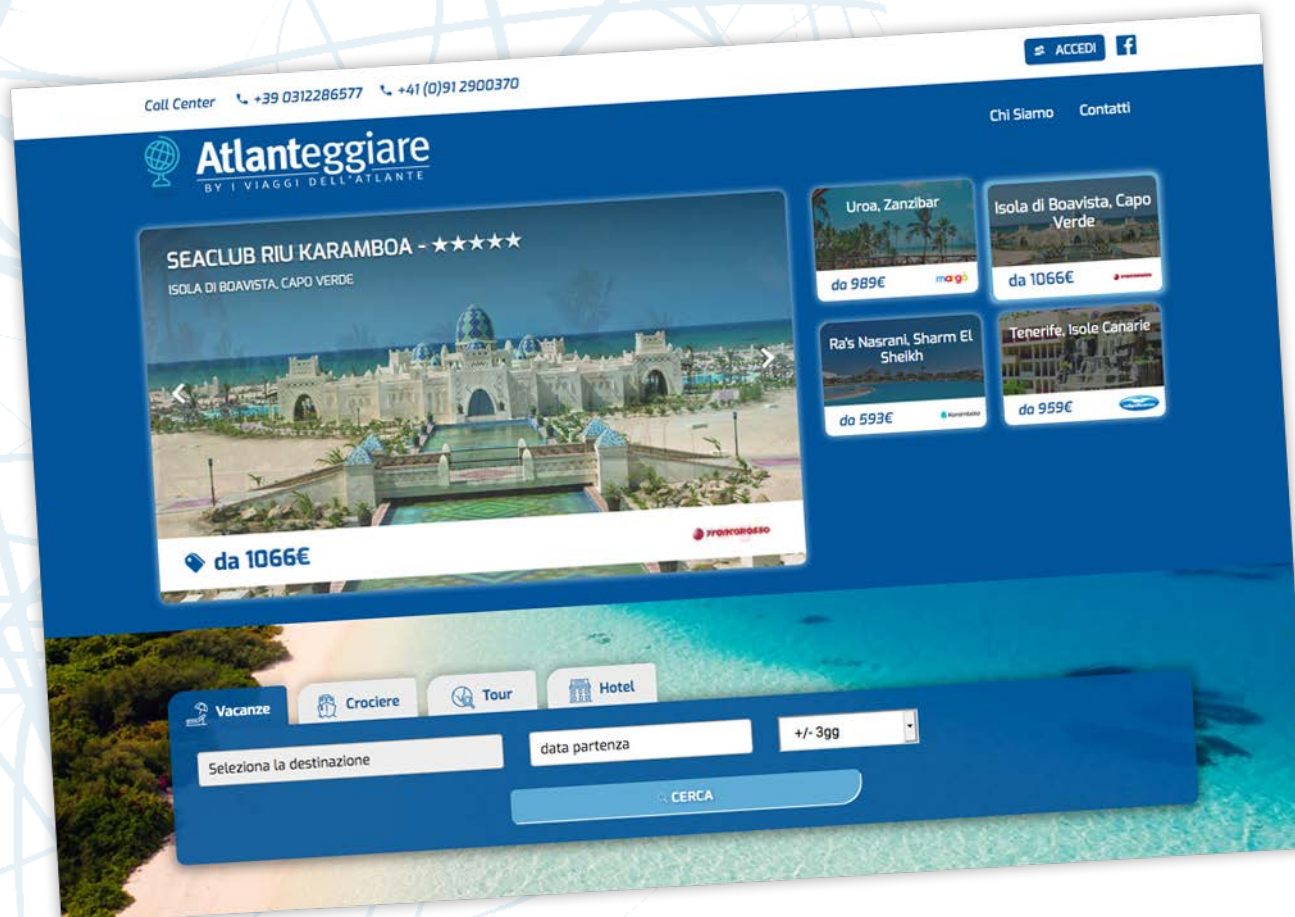 Call Center +39 0312286577 +41 (0)91 2900370
ACCEDI
Atlanteggiare
BY I VIAGGI DELL'ATLANTE
Chi Siamo Contatti
SEACLUB RIU KARAMBOA - ★★★★★
ISOLA DI BOAVISTA, CAPO VERDE
da 1066€
FRANCOROSSO
Uroa, Zanzibar
da 989€
margò
Isola di Boavista, Capo
Verde
da 1066€
Ra's Nasrani, Sharm El
Sheikh
da 593€
Karambola
Tenerife, Isole Canarie
da 959€
Vacanze
Crociere
Tour
Hotel
Seleziona la destinazione
data partenza
+/- 3gg
CERCA